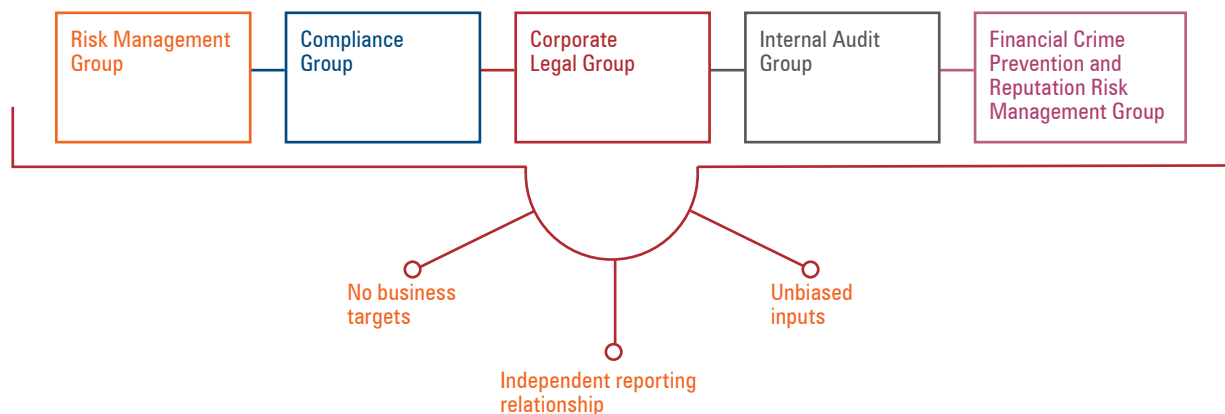 Risk Management
Group
Compliance
Group
Corporate
Legal Group
Internal Audit
Group
Financial Crime
Prevention and
Reputation Risk
Management Group
No business
targets
Independent reporting
relationship
Unbiased
inputs